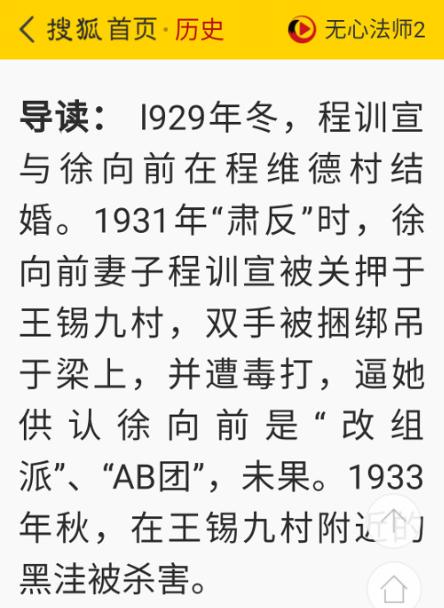 搜狐首页·历史
无心法师2
导读： l929年冬，程训宣
与徐向前在程维德村结
婚。1931年“肃反”时，徐
向前妻子程训宣被关押于
王锡九村，双手被捆绑吊
于梁上，并遭毒打，逼她
供认徐向前是“改组
派”、“AB团”，未果。1933
年秋，在王锡九村附近的
黑洼被杀害。